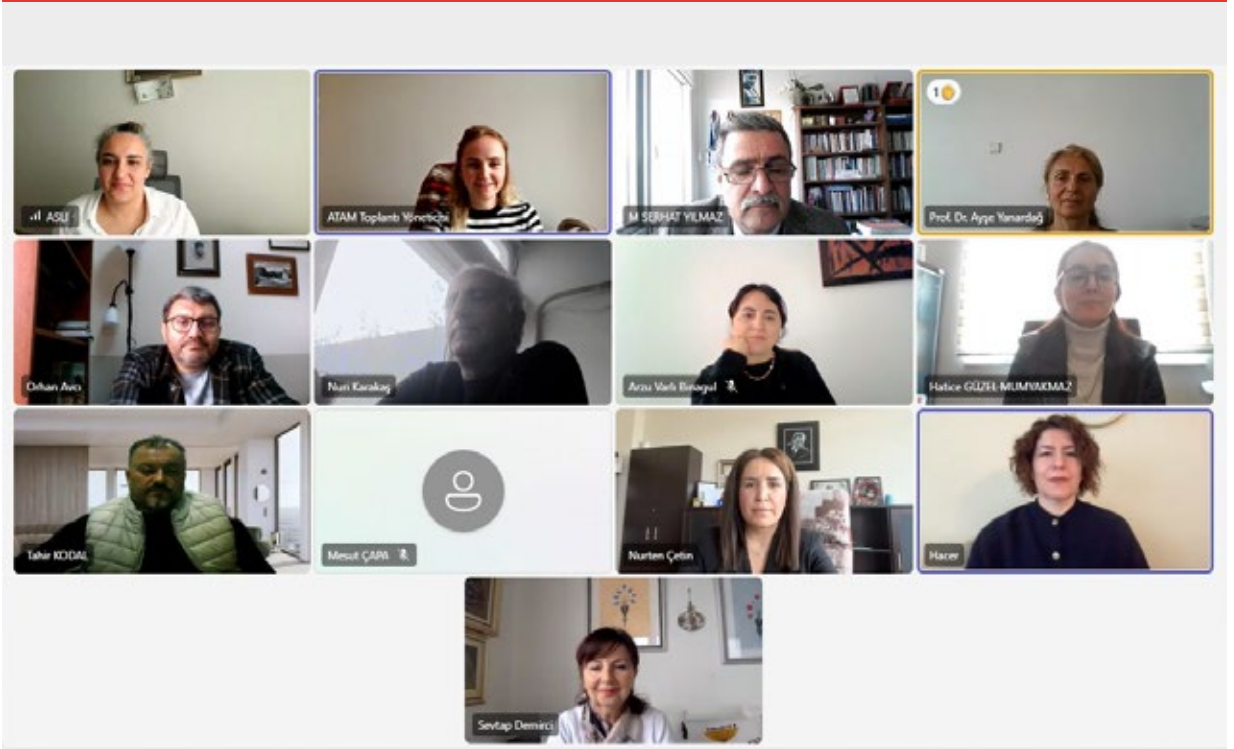 ASLI
ATAM Toplantı Yöneticisi
M SERHAT YILMAZ
1
Prof. Dr. Ayşe Yanardağ
Orhan Avcı
Nuri Karakaş
Arzu Varlı Binagul
Hatice GÜZEL-MUMYAKMAZ
Tahir KODAL
Mesut ÇAPA
Nurten Çetin
Hacer
Sevtap Demirci